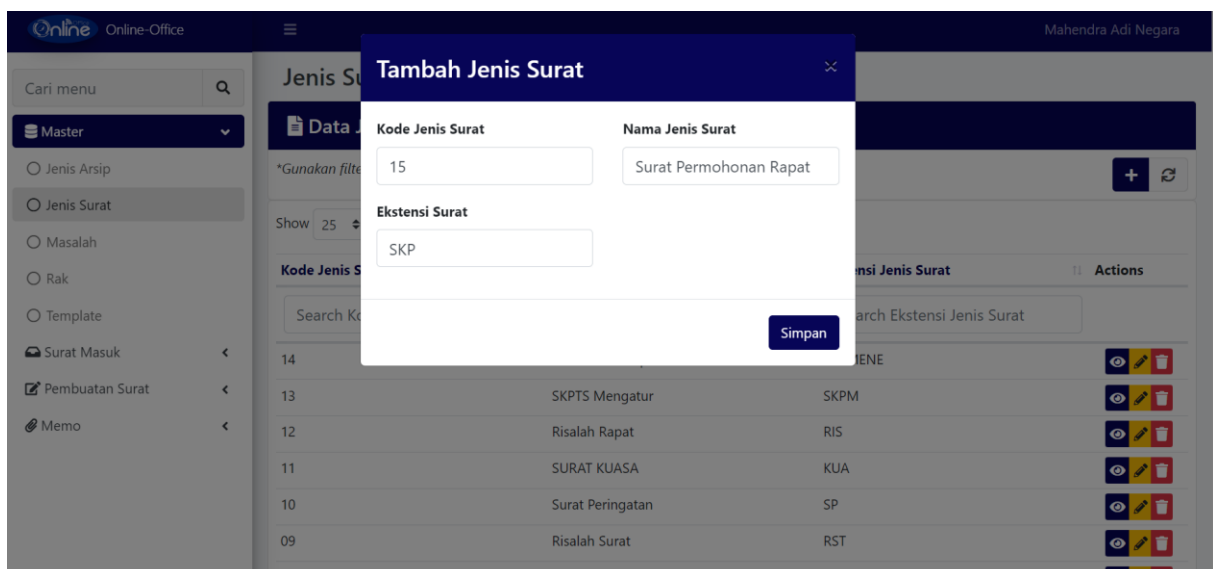 Online Online-Office
Mahendra Adi Negara
Cari menu
Master
Jenis Arsip
Jenis Surat
Masalah
Rak
Template
Surat Masuk
Pembuatan Surat
Memo
Jenis
Data
*Gunakan
Show 25
Tambah Jenis Surat
Kode Jenis Surat Nama Jenis Surat
15 Surat Permohonan Rapat
Ekstensi Surat
SKP
Simpan
+
Kode Jenis Jenis Surat Actions
Search Ekstensi Jenis Surat
14
13 SKPTS Mengatur SKPM
12 Risalah Rapat RIS
11 SURAT KUASA KUA
10 Surat Peringatan SP
09 Risalah Surat RST